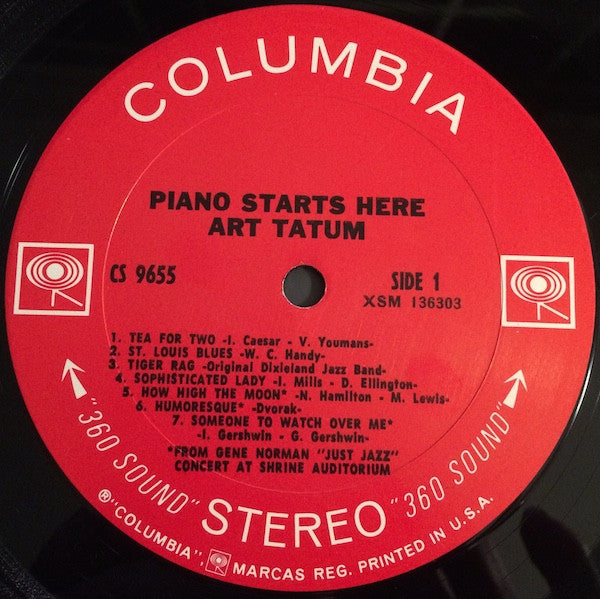 COLUMBIA
PIANO STARTS HERE
ART TATUM
CS 9655
SIDE 1
XSM 136303
1. TEA FOR TWO -I. Caesar - V. Youmans-
2. ST. LOUIS BLUES -W. C. Handy-
3. TIGER RAG -Original Dixieland Jazz Band-
4. SOPHISTICATED LADY -I. Mills - D. Ellington-
5. HOW HIGH THE MOON* -N. Hamilton - M. Lewis-
6. HUMORESQUE* -Dvorak-
7. SOMEONE TO WATCH OVER ME*
-I. Gershwin - G. Gershwin-
*FROM GENE NORMAN "JUST JAZZ"
CONCERT AT SHRINE AUDITORIUM
"360 SOUND" STEREO "360 SOUND"
®"COLUMBIA", MARCAS REG. PRINTED IN U.S.A.